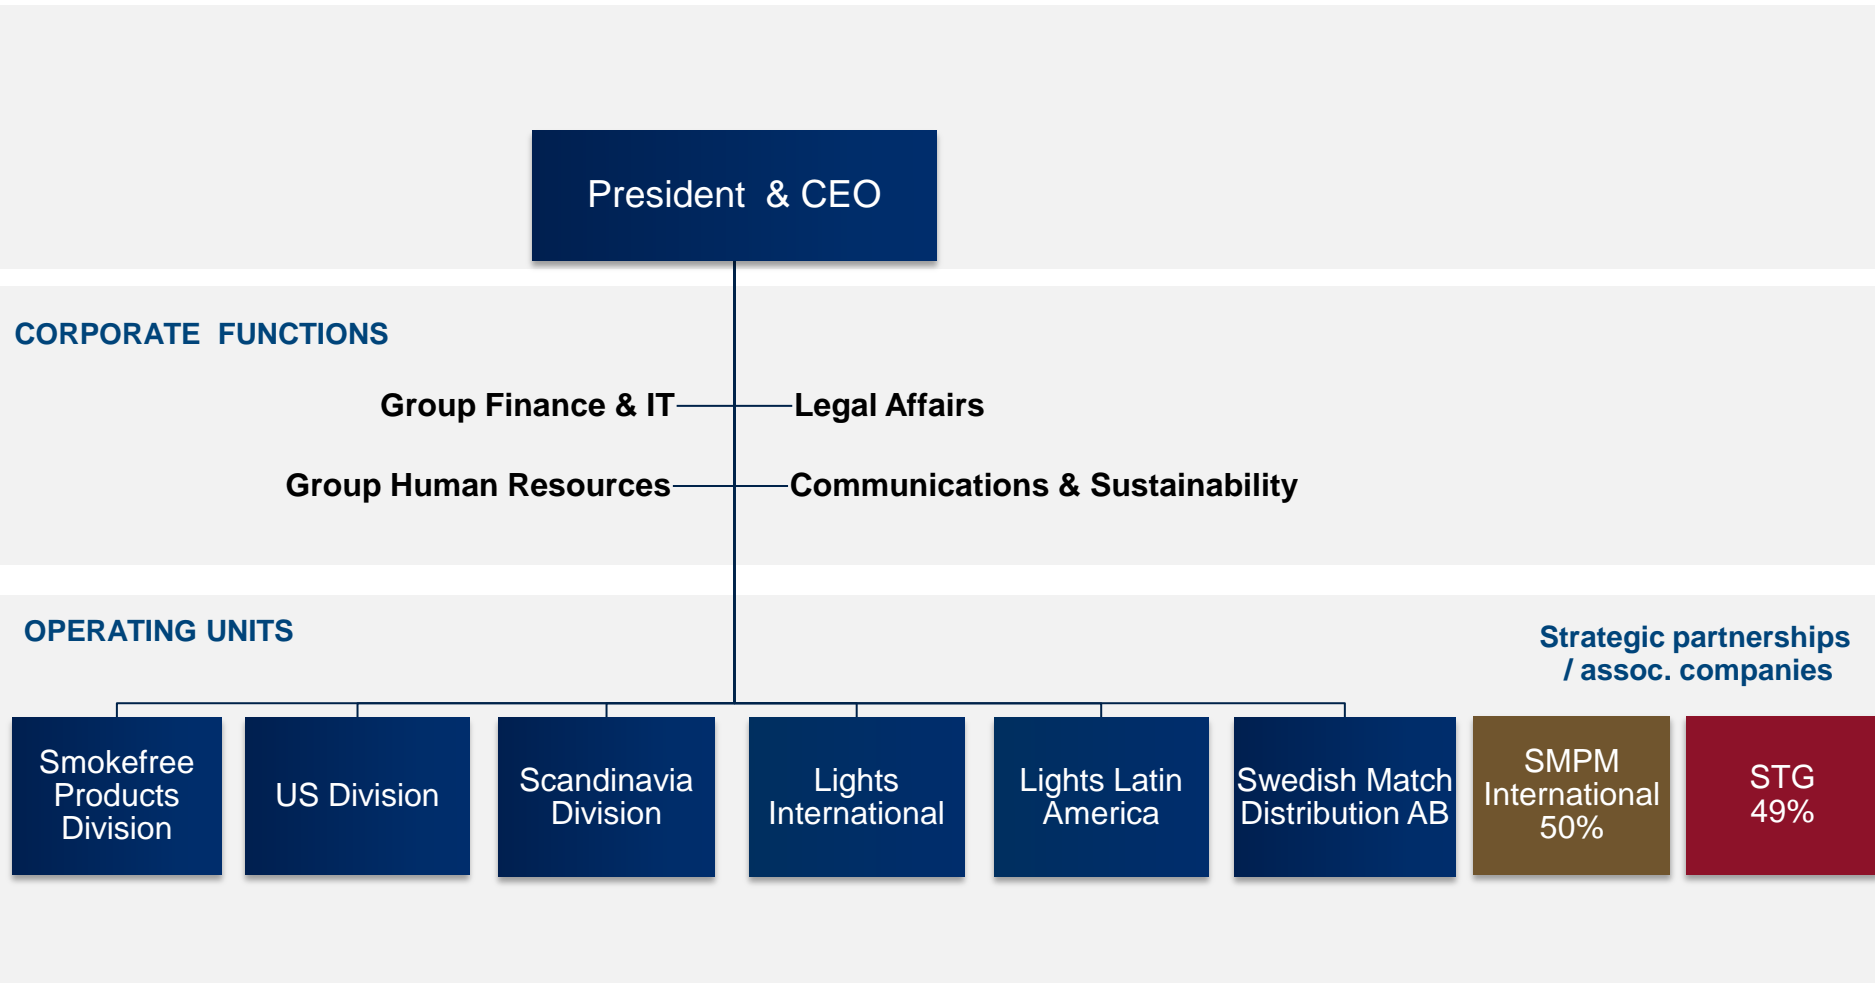 President & CEO
CORPORATE FUNCTIONS
Group Finance & IT
Legal Affairs
Group Human Resources
Communications & Sustainability
OPERATING UNITS
Strategic partnerships
/ assoc. companies
Smokefree
Products
Division
US Division
Scandinavia
Division
Lights
International
Lights Latin
America
Swedish Match
Distribution AB
SMPM
International
50%
STG
49%